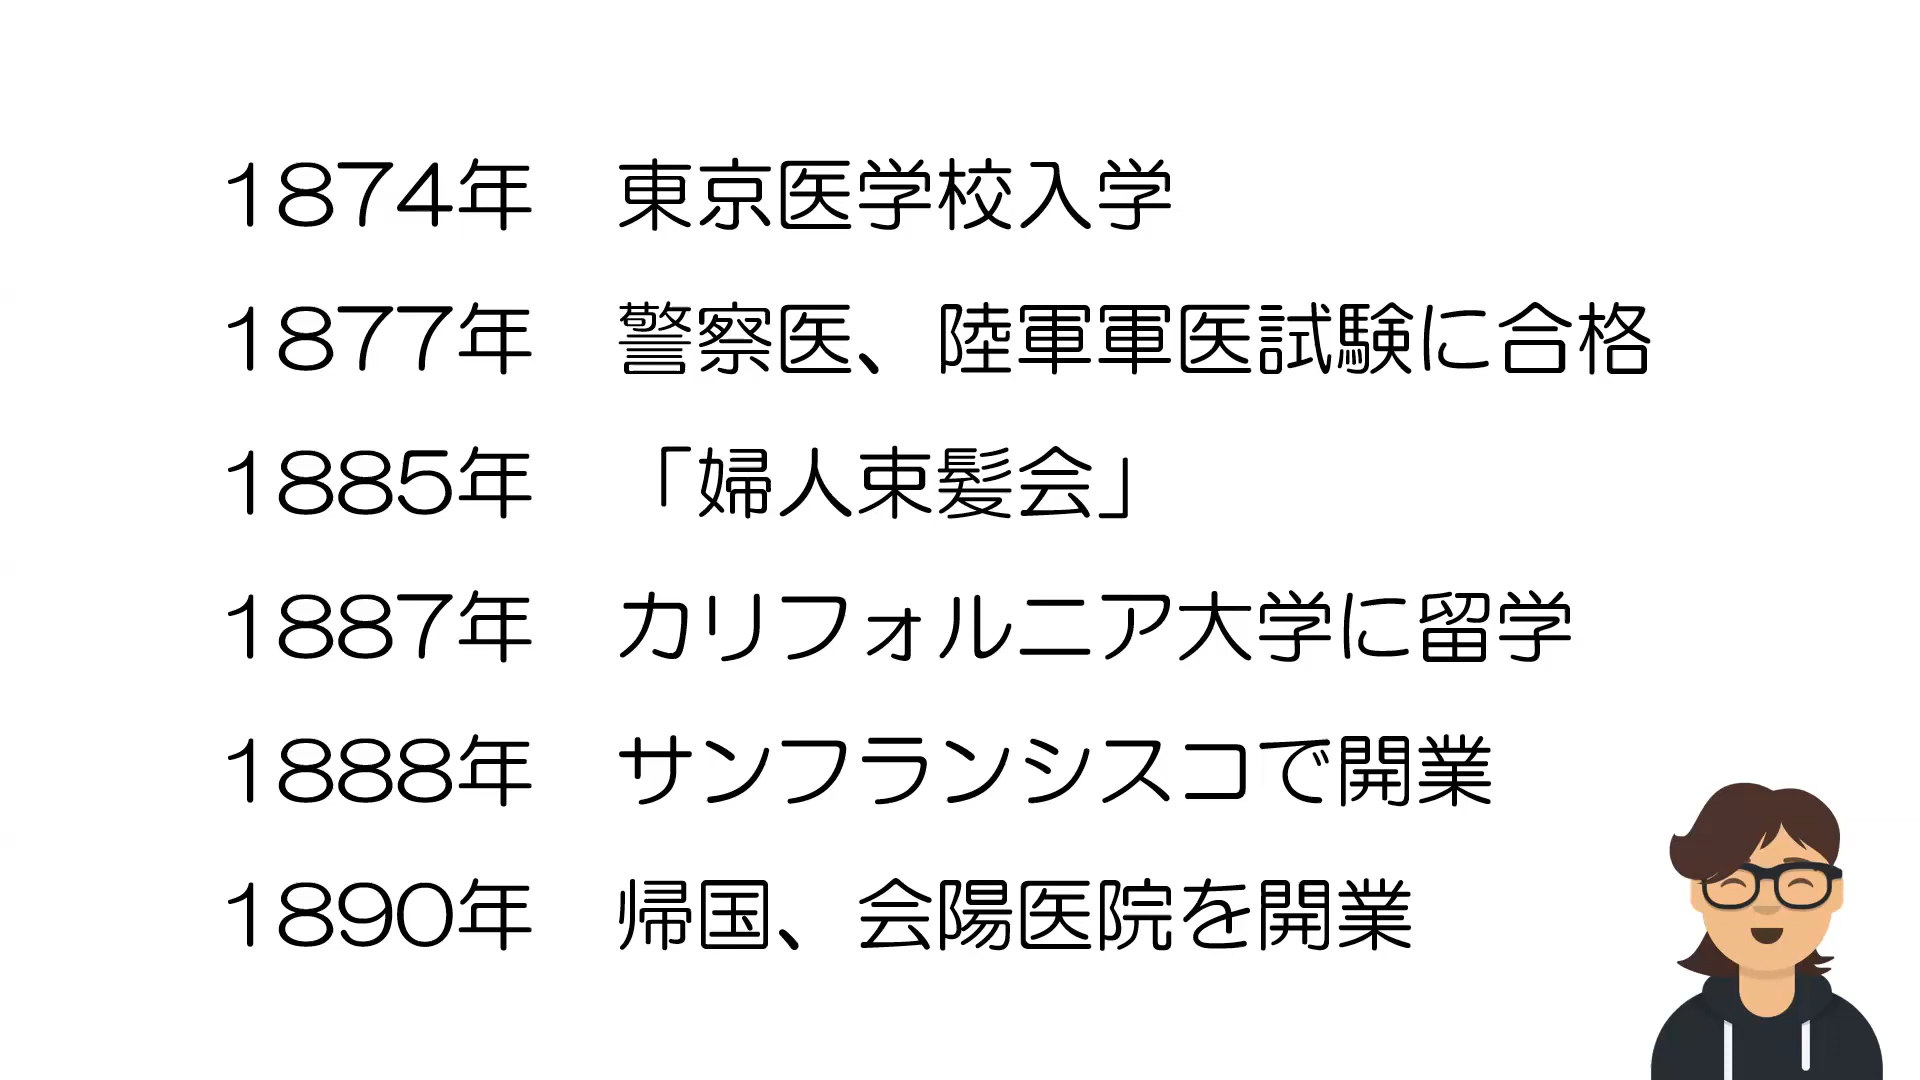 1874年　東京医学校入学
1877年　警察医、陸軍軍医試験に合格
1885年　「婦人束髪会」
1887年　カリフォルニア大学に留学
1888年　サンフランシスコで開業
1890年　帰国、会陽医院を開業